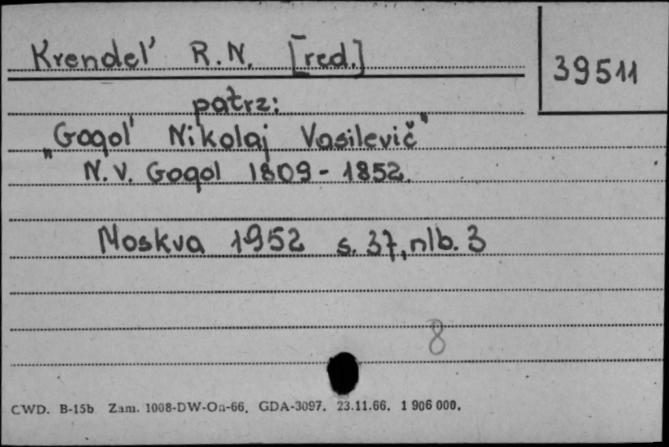 Krendel' R.N. [red.]
39511
patrz:
„Gogol' Nikolaj Vasilevič"
N.V. Gogol 1809 - 1852.
Moskva 1952 s. 37, nlb. 3
8
CWD. B-15b Zam. 1008-DW-Oa-66. GDA-3097. 23.11.66. 1 906 000.